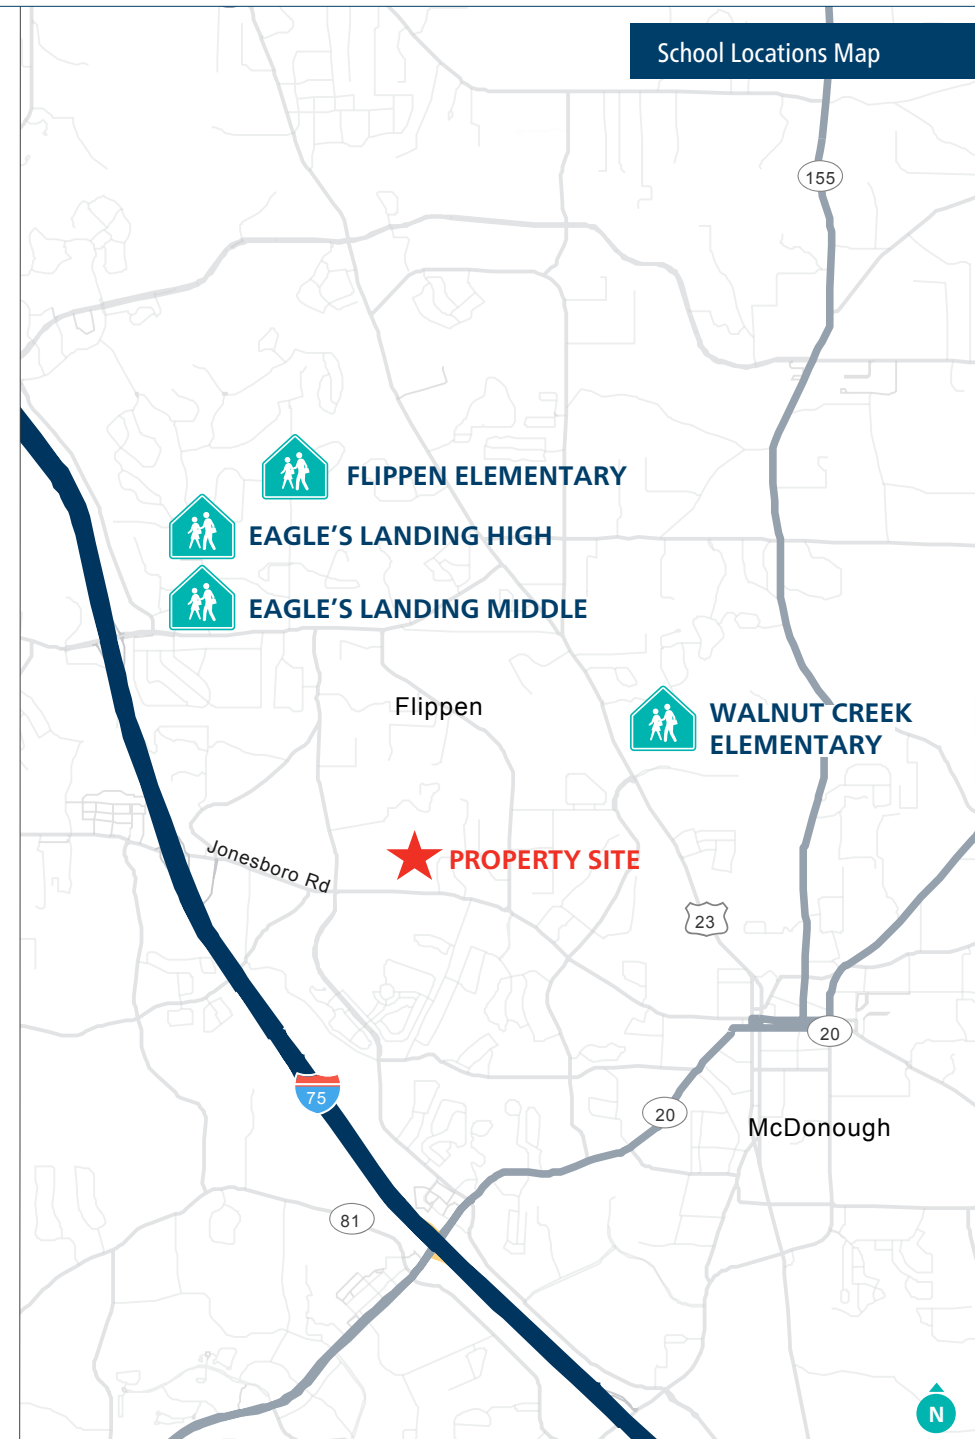 School Locations Map
155
FLIPPEN ELEMENTARY
EAGLE’S LANDING HIGH
EAGLE’S LANDING MIDDLE
Flippen
WALNUT CREEK
ELEMENTARY
Jonesboro Rd
PROPERTY SITE
23
20
75
20
McDonough
81
N